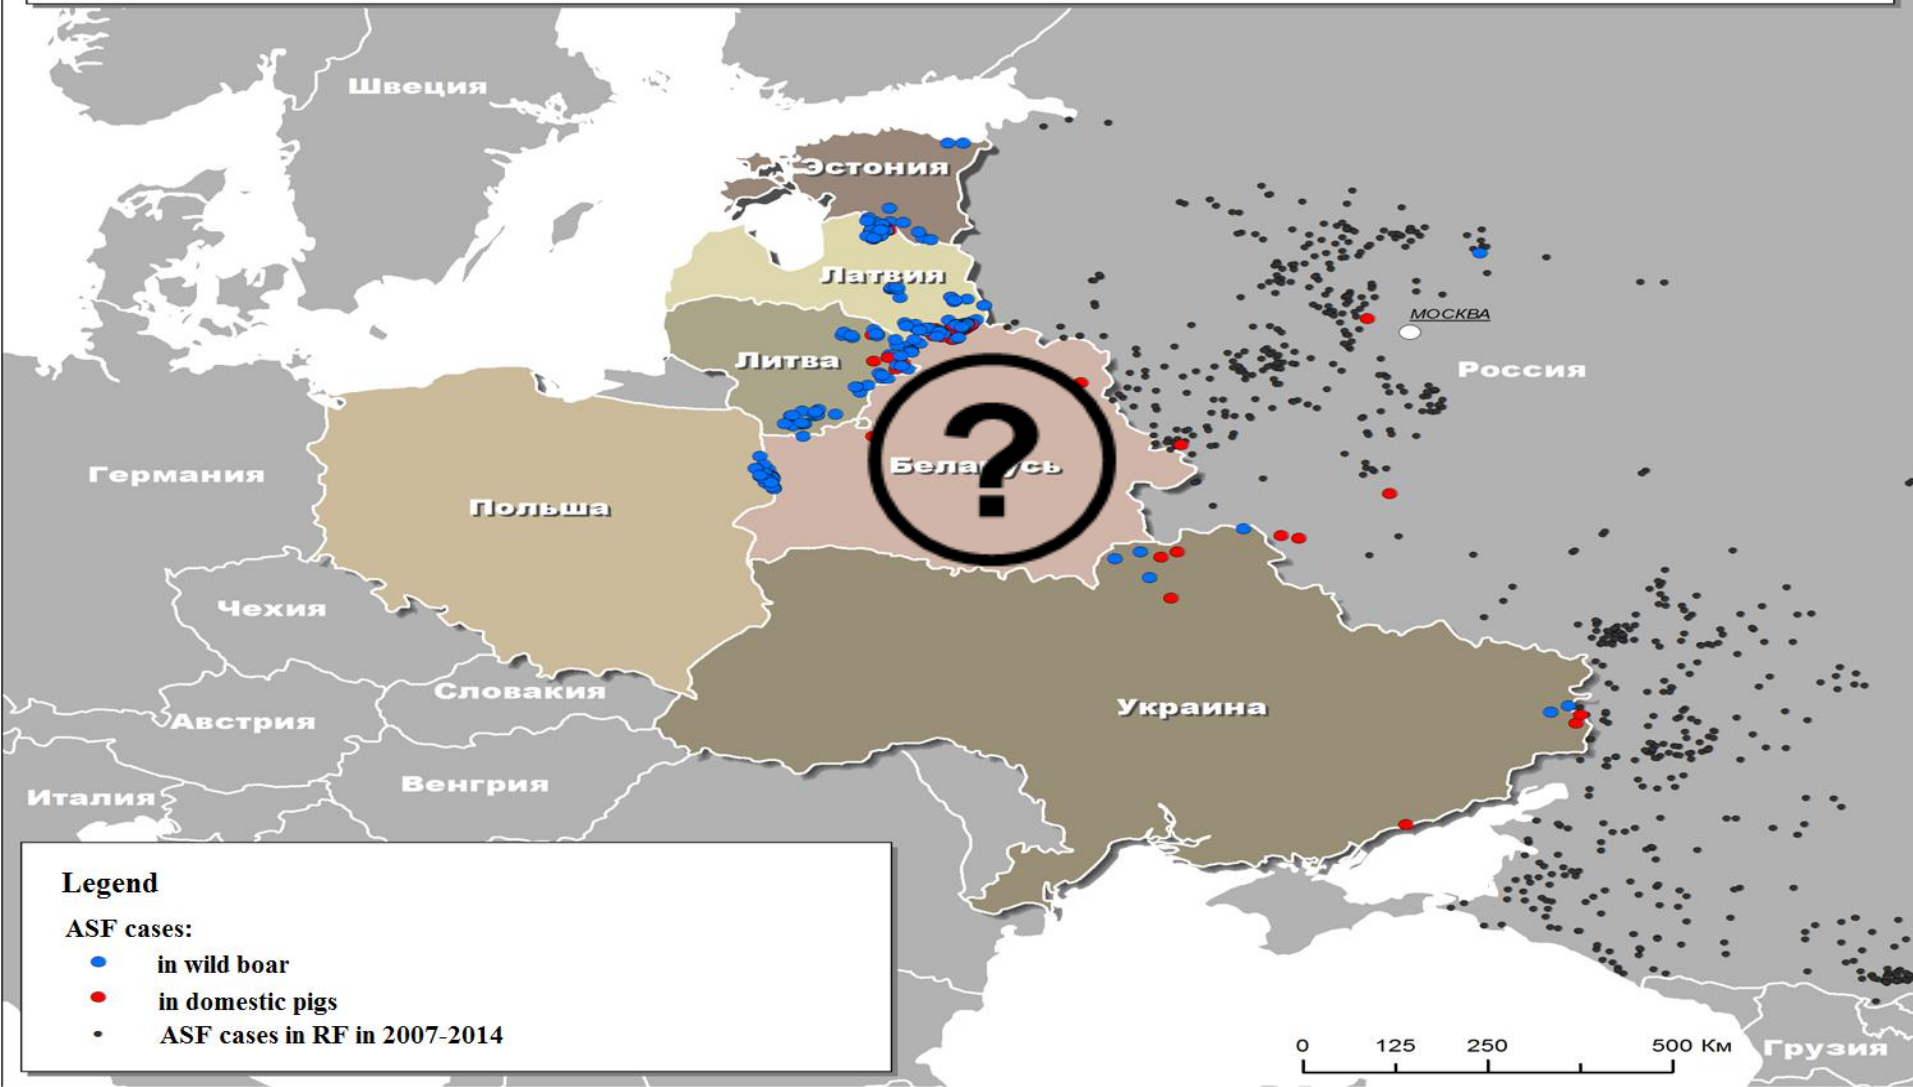 Швеция
Эстония
Латвия
МОСКВА
Литва
Россия
Беларусь
?
Германия
Польша
Чехия
Словакия
Украина
Австрия
Венгрия
Италия
Legend
ASF cases:
in wild boar
in domestic pigs
ASF cases in RF in 2007-2014
0 125 250 500 Км
Грузия